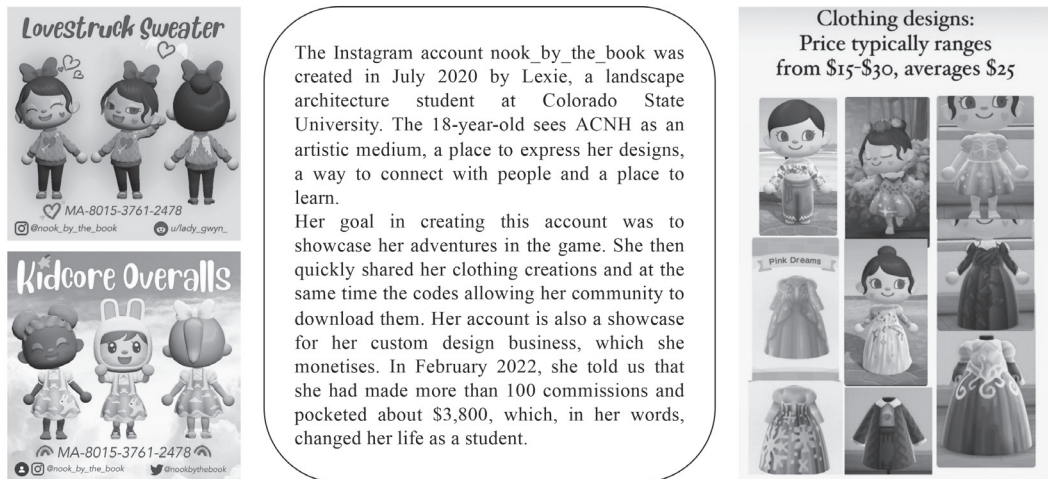 Lovestruck Sweater
MA-8015-3761-2478
@nook_by_the_book
u/lady_gwyn_
Kidcore Overalls
MA-8015-3761-2478
@nook_by_the_book
@nookbythebook
The Instagram account nook_by_the_book was
created in July 2020 by Lexie, a landscape
architecture student at Colorado State
University. The 18-year-old sees ACNH as an
artistic medium, a place to express her designs,
a way to connect with people and a place to
learn.
Her goal in creating this account was to
showcase her adventures in the game. She then
quickly shared her clothing creations and at the
same time the codes allowing her community to
download them. Her account is also a showcase
for her custom design business, which she
monetises. In February 2022, she told us that
she had made more than 100 commissions and
pocketed about $3,800, which, in her words,
changed her life as a student.
Clothing designs:
Price typically ranges
from $15-$30, averages $25
Pink Dreams